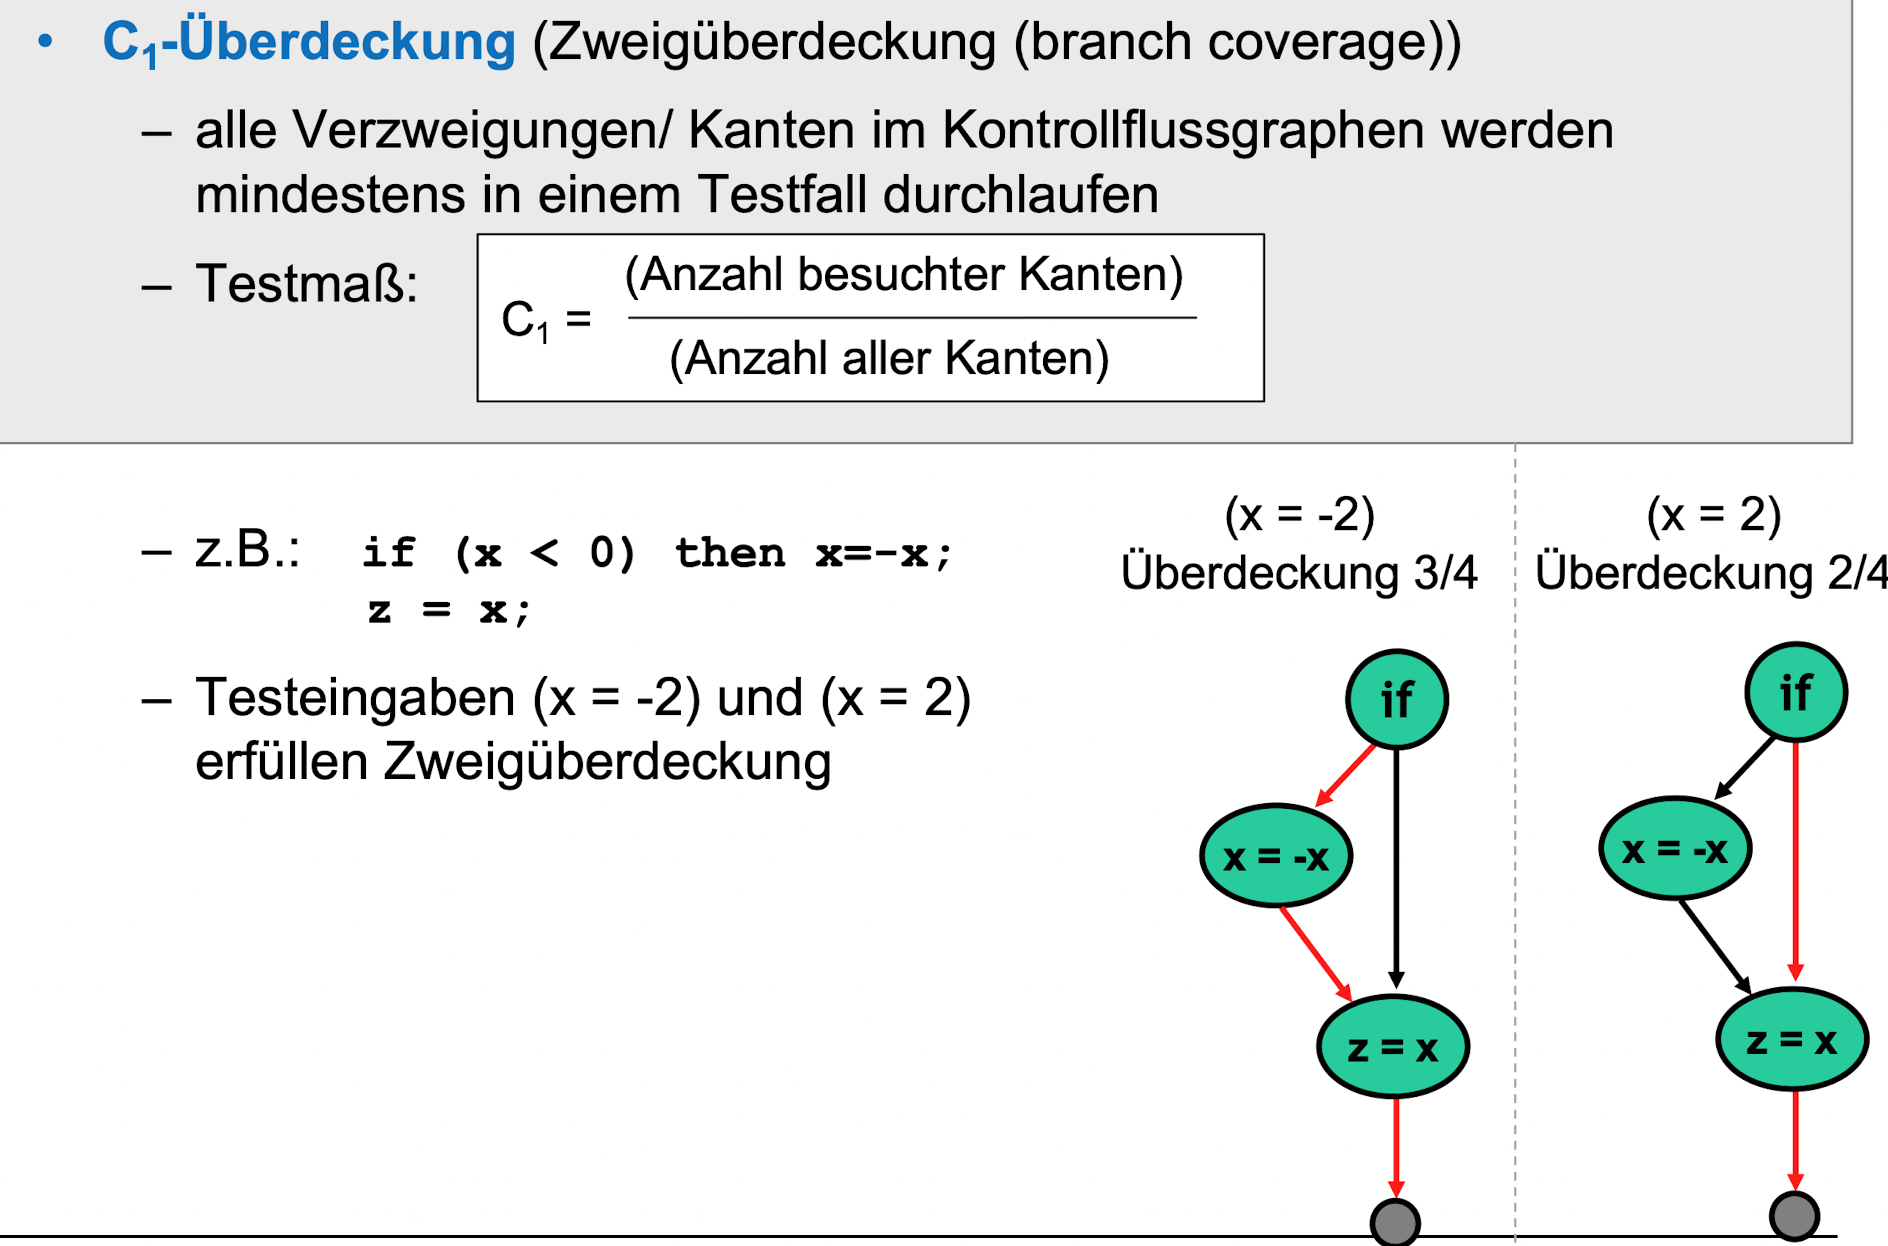 • C₁-Überdeckung (Zweigüberdeckung (branch coverage))
– alle Verzweigungen/ Kanten im Kontrollflussgraphen werden
mindestens in einem Testfall durchlaufen
– Testmaß:
(Anzahl besuchter Kanten)
C₁ =
(Anzahl aller Kanten)
– z.B.: if (x < 0) then x=-x;
z = x;
– Testeingaben (x = -2) und (x = 2)
erfüllen Zweigüberdeckung
(x = -2)
Überdeckung 3/4
if
x = -x
z = x
(x = 2)
Überdeckung 2/4
if
x = -x
z = x